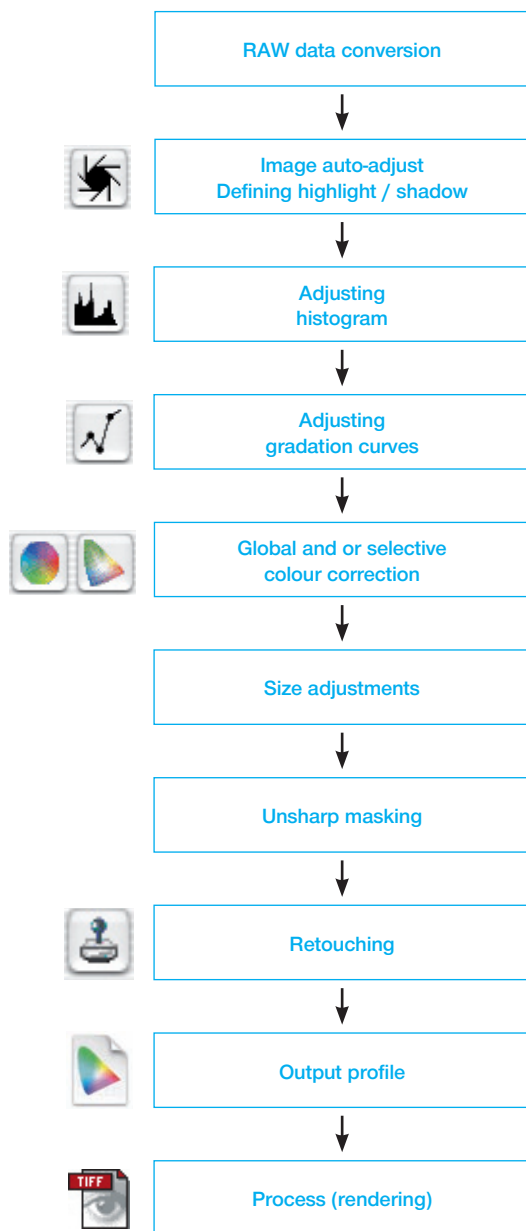 RAW data conversion
Image auto-adjust
Defining highlight / shadow
Adjusting
histogram
Adjusting
gradation curves
Global and or selective
colour correction
Size adjustments
Unsharp masking
Retouching
Output profile
TIFF
Process (rendering)